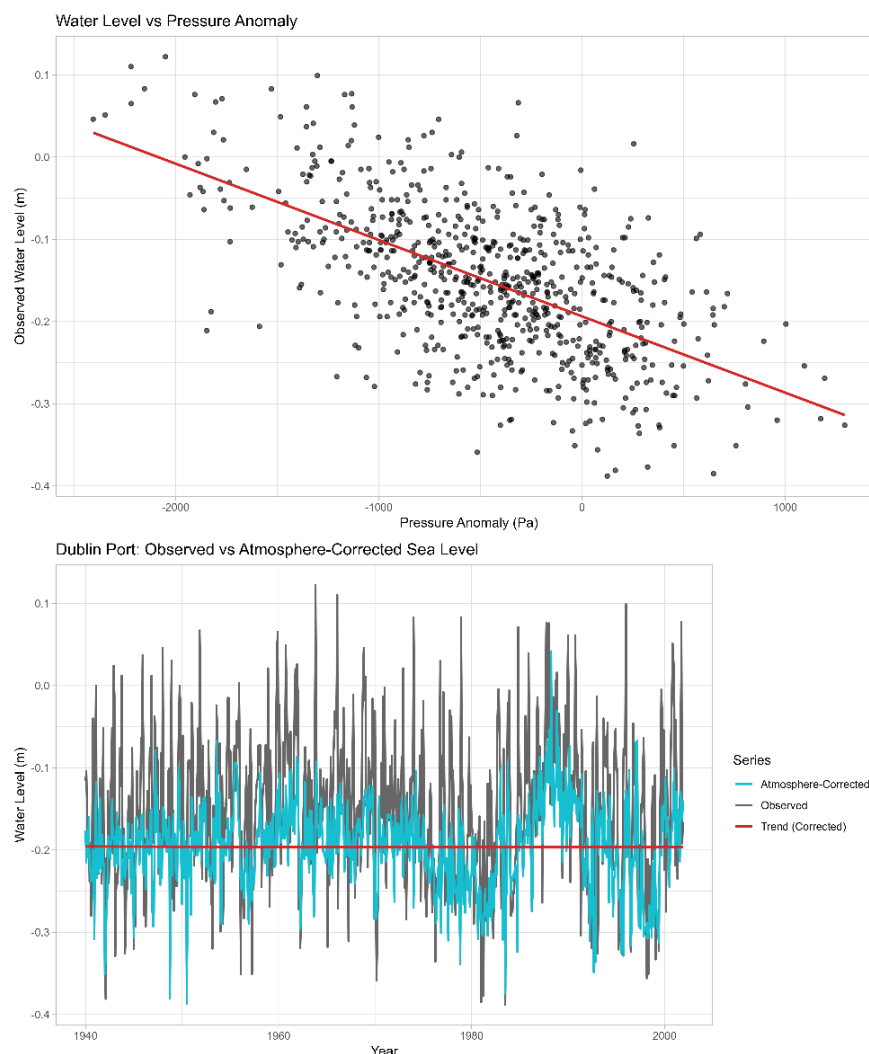 Water Level vs Pressure Anomaly
Observed Water Level (m)
0.1
0.0
-0.1
-0.2
-0.3
-0.4
-2000 -1000 0 1000
Pressure Anomaly (Pa)
Dublin Port: Observed vs Atmosphere-Corrected Sea Level
Water Level (m)
0.1
0.0
-0.1
-0.2
-0.3
-0.4
1940 1960 1980 2000
Year
Series
Atmosphere-Corrected
Observed
Trend (Corrected)